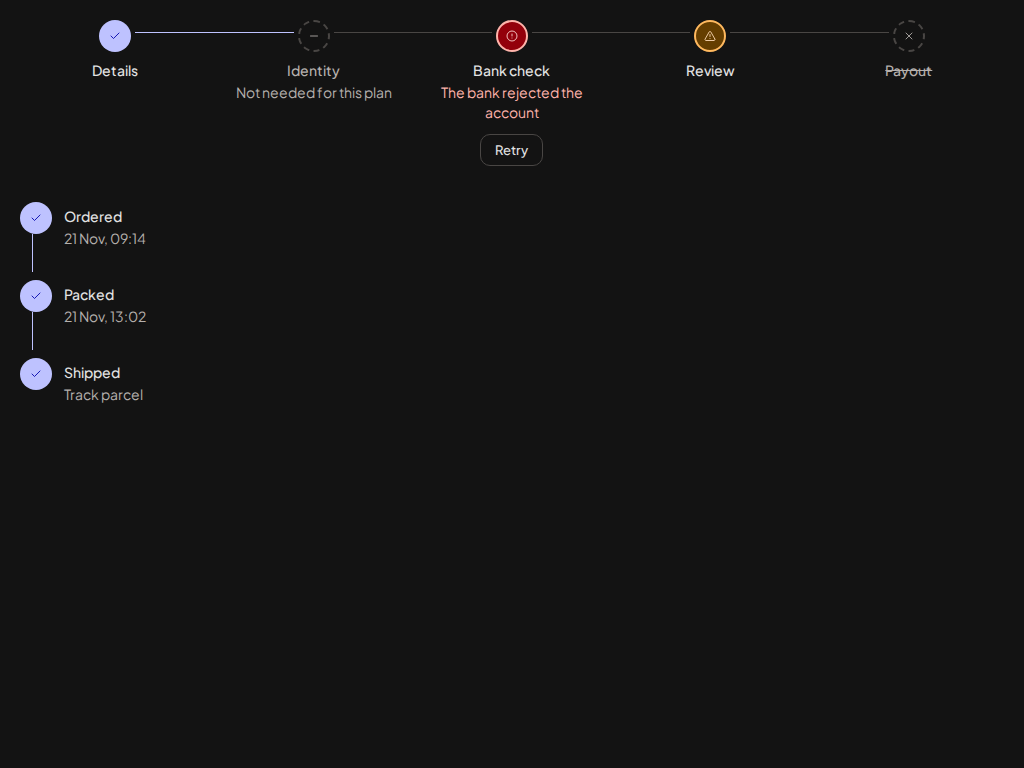 Details
Identity
Bank check
Review
Payout
Not needed for this plan
The bank rejected the
account
Retry
Ordered
21 Nov, 09:14
Packed
21 Nov, 13:02
Shipped
Track parcel